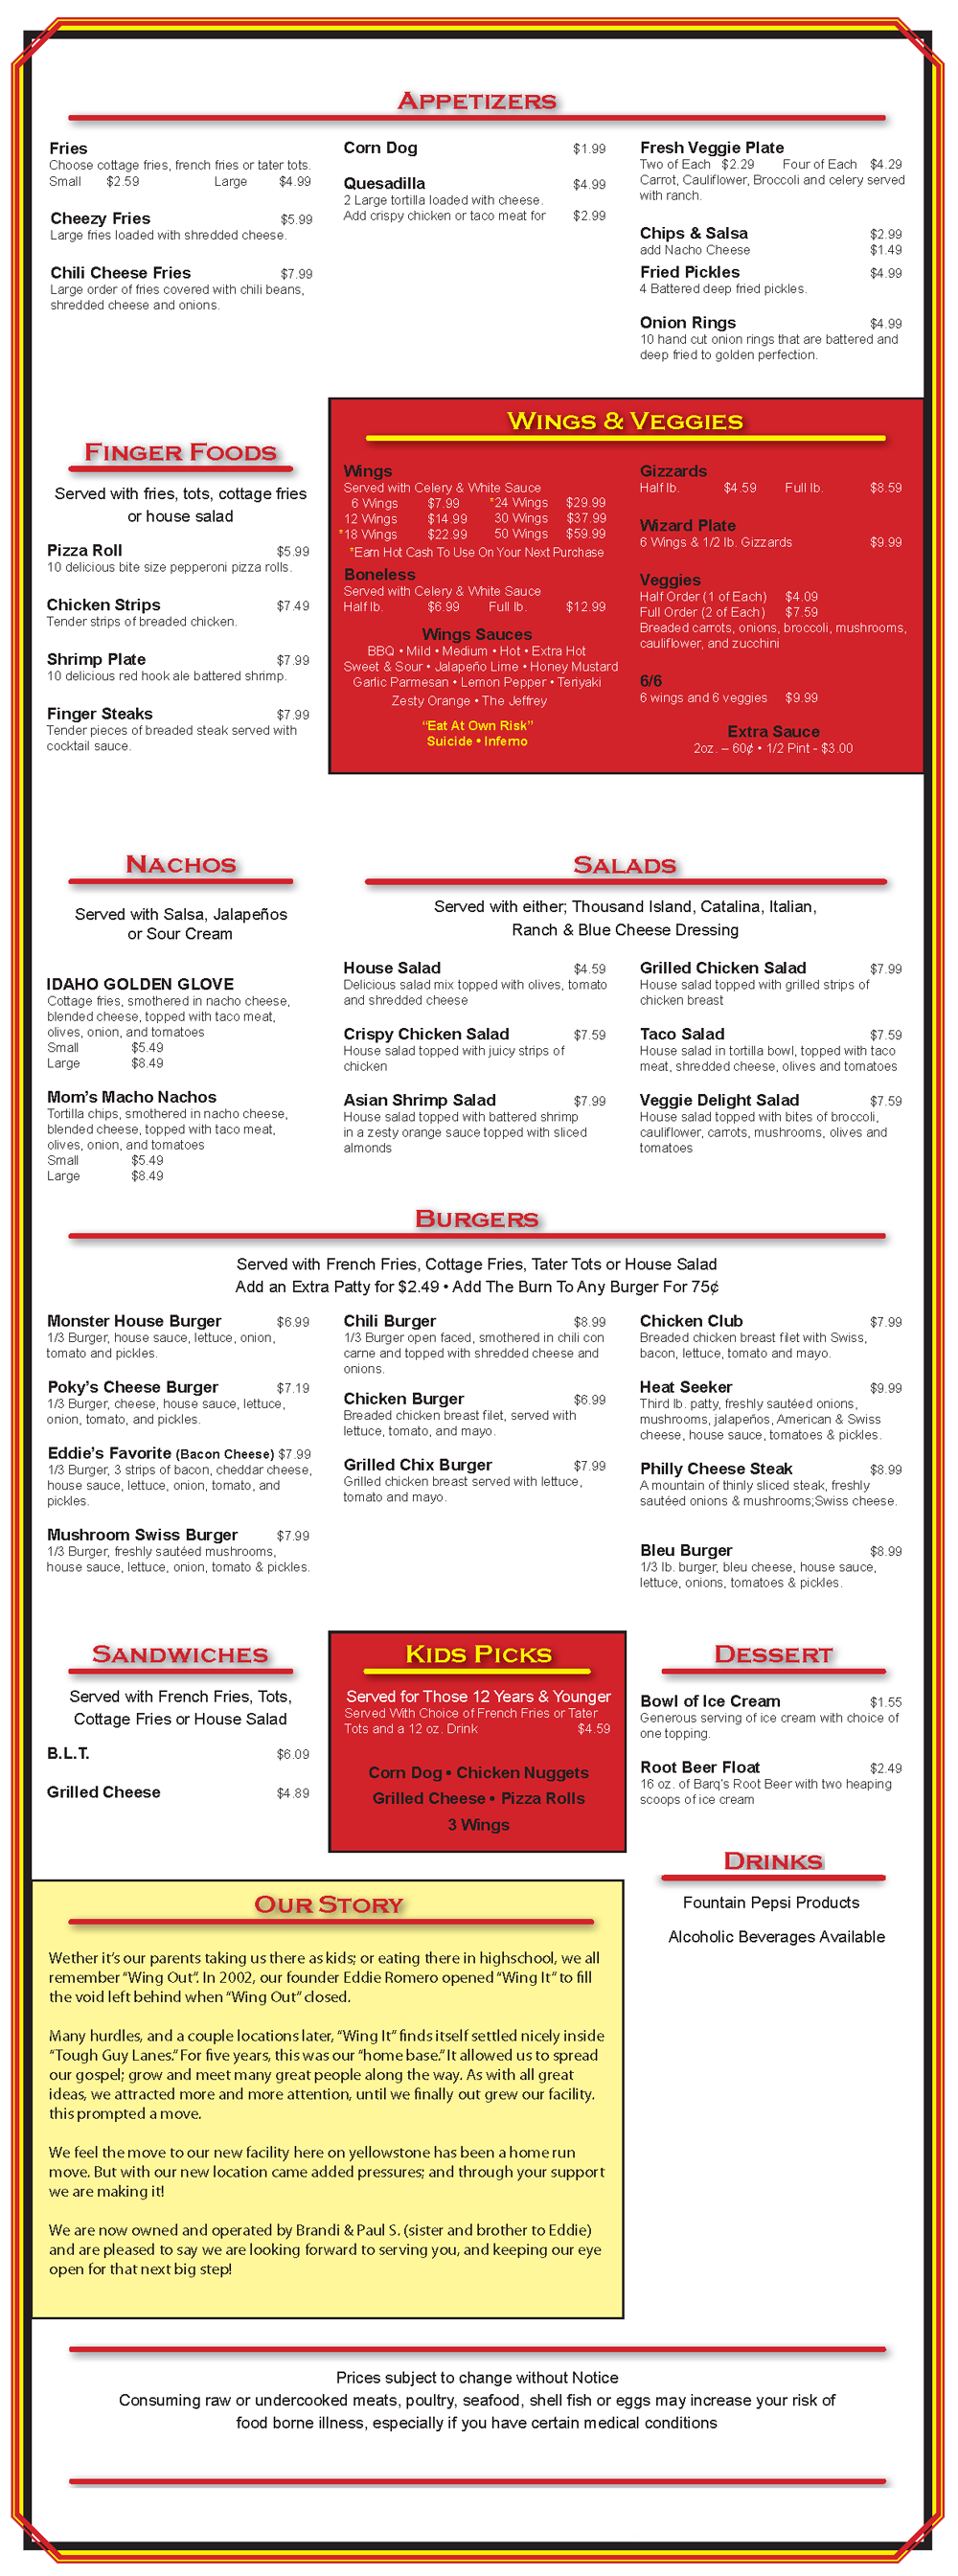 APPETIZERS
Fries
Choose cottage fries, french fries or tater tots.
Small $2.59 Large $4.99
Cheezy Fries $5.99
Large fries loaded with shredded cheese.
Chili Cheese Fries $7.99
Large order of fries covered with chili beans,
shredded cheese and onions.
Corn Dog $1.99
Quesadilla $4.99
2 Large tortilla loaded with cheese.
Add crispy chicken or taco meat for $2.99
Fresh Veggie Plate
Two of Each $2.29 Four of Each $4.29
Carrot, Cauliflower, Broccoli and celery served
with ranch.
Chips & Salsa $2.99
add Nacho Cheese $1.49
Fried Pickles $4.99
4 Battered deep fried pickles.
Onion Rings $4.99
10 hand cut onion rings that are battered and
deep fried to golden perfection.
FINGER FOODS
Served with fries, tots, cottage fries
or house salad
Pizza Roll $5.99
10 delicious bite size pepperoni pizza rolls.
Chicken Strips $7.49
Tender strips of breaded chicken.
Shrimp Plate $7.99
10 delicious red hook ale battered shrimp.
Finger Steaks $7.99
Tender pieces of breaded steak served with
cocktail sauce.
WINGS & VEGGIES
Wings
Served with Celery & White Sauce
6 Wings $7.99 *24 Wings $29.99
12 Wings $14.99 30 Wings $37.99
*18 Wings $22.99 50 Wings $59.99
*Earn Hot Cash To Use On Your Next Purchase
Boneless
Served with Celery & White Sauce
Half lb. $6.99 Full lb. $12.99
Wings Sauces
BBQ • Mild • Medium • Hot • Extra Hot
Sweet & Sour • Jalapeño Lime • Honey Mustard
Garlic Parmesan • Lemon Pepper • Teriyaki
Zesty Orange • The Jeffrey
“Eat At Own Risk”
Suicide • Inferno
Gizzards
Half lb. $4.59 Full lb. $8.59
Wizard Plate
6 Wings & 1/2 lb. Gizzards $9.99
Veggies
Half Order (1 of Each) $4.09
Full Order (2 of Each) $7.59
Breaded carrots, onions, broccoli, mushrooms,
cauliflower, and zucchini
6/6
6 wings and 6 veggies $9.99
Extra Sauce
2oz. – 60¢ • 1/2 Pint - $3.00
NACHOS
Served with Salsa, Jalapeños
or Sour Cream
IDAHO GOLDEN GLOVE
Cottage fries, smothered in nacho cheese,
blended cheese, topped with taco meat,
olives, onion, and tomatoes
Small $5.49
Large $8.49
Mom’s Macho Nachos
Tortilla chips, smothered in nacho cheese,
blended cheese, topped with taco meat,
olives, onion, and tomatoes
Small $5.49
Large $8.49
SALADS
Served with either; Thousand Island, Catalina, Italian,
Ranch & Blue Cheese Dressing
House Salad $4.59
Delicious salad mix topped with olives, tomato
and shredded cheese
Crispy Chicken Salad $7.59
House salad topped with juicy strips of
chicken
Asian Shrimp Salad $7.99
House salad topped with battered shrimp
in a zesty orange sauce topped with sliced
almonds
Grilled Chicken Salad $7.99
House salad topped with grilled strips of
chicken breast
Taco Salad $7.59
House salad in tortilla bowl, topped with taco
meat, shredded cheese, olives and tomatoes
Veggie Delight Salad $7.59
House salad topped with bites of broccoli,
cauliflower, carrots, mushrooms, olives and
tomatoes
BURGERS
Served with French Fries, Cottage Fries, Tater Tots or House Salad
Add an Extra Patty for $2.49 • Add The Burn To Any Burger For 75¢
Monster House Burger $6.99
1/3 Burger, house sauce, lettuce, onion,
tomato and pickles.
Poky’s Cheese Burger $7.19
1/3 Burger, cheese, house sauce, lettuce,
onion, tomato, and pickles.
Eddie’s Favorite (Bacon Cheese) $7.99
1/3 Burger, 3 strips of bacon, cheddar cheese,
house sauce, lettuce, onion, tomato, and
pickles.
Mushroom Swiss Burger $7.99
1/3 Burger, freshly sautéed mushrooms,
house sauce, lettuce, onion, tomato & pickles.
Chili Burger $8.99
1/3 Burger open faced, smothered in chili con
carne and topped with shredded cheese and
onions.
Chicken Burger $6.99
Breaded chicken breast filet, served with
lettuce, tomato, and mayo.
Grilled Chix Burger $7.99
Grilled chicken breast served with lettuce,
tomato and mayo.
Chicken Club $7.99
Breaded chicken breast filet with Swiss,
bacon, lettuce, tomato and mayo.
Heat Seeker $9.99
Third lb. patty, freshly sautéed onions,
mushrooms, jalapeños, American & Swiss
cheese, house sauce, tomatoes & pickles.
Philly Cheese Steak $8.99
A mountain of thinly sliced steak, freshly
sautéed onions & mushrooms;Swiss cheese.
Bleu Burger $8.99
1/3 lb. burger, bleu cheese, house sauce,
lettuce, onions, tomatoes & pickles.
SANDWICHES
Served with French Fries, Tots,
Cottage Fries or House Salad
B.L.T. $6.09
Grilled Cheese $4.89
KIDS PICKS
Served for Those 12 Years & Younger
Served With Choice of French Fries or Tater
Tots and a 12 oz. Drink $4.59
Corn Dog • Chicken Nuggets
Grilled Cheese • Pizza Rolls
3 Wings
DESSERT
Bowl of Ice Cream $1.55
Generous serving of ice cream with choice of
one topping.
Root Beer Float $2.49
16 oz. of Barq's Root Beer with two heaping
scoops of ice cream
DRINKS
Fountain Pepsi Products
Alcoholic Beverages Available
OUR STORY
Wether it’s our parents taking us there as kids; or eating there in highschool, we all
remember “Wing Out”. In 2002, our founder Eddie Romero opened “Wing It” to fill
the void left behind when “Wing Out” closed.
Many hurdles, and a couple locations later, “Wing It” finds itself settled nicely inside
“Tough Guy Lanes.” For five years, this was our “home base.” It allowed us to spread
our gospel; grow and meet many great people along the way. As with all great
ideas, we attracted more and more attention, until we finally out grew our facility.
this prompted a move.
We feel the move to our new facility here on yellowstone has been a home run
move. But with our new location came added pressures; and through your support
we are making it!
We are now owned and operated by Brandi & Paul S. (sister and brother to Eddie)
and are pleased to say we are looking forward to serving you, and keeping our eye
open for that next big step!
Prices subject to change without Notice
Consuming raw or undercooked meats, poultry, seafood, shell fish or eggs may increase your risk of
food borne illness, especially if you have certain medical conditions